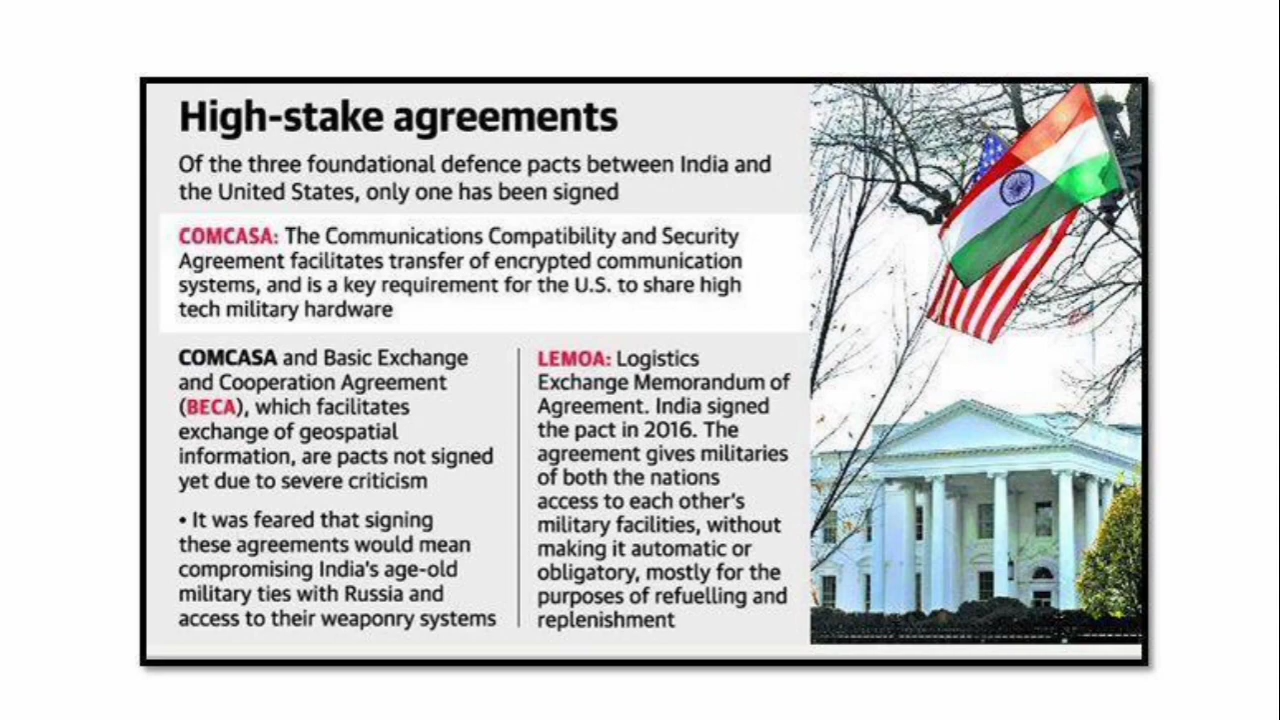 High-stake agreements
Of the three foundational defence pacts between India and
the United States, only one has been signed
COMCASA: The Communications Compatibility and Security
Agreement facilitates transfer of encrypted communication
systems, and is a key requirement for the U.S. to share high
tech military hardware
COMCASA and Basic Exchange
and Cooperation Agreement
(BECA), which facilitates
exchange of geospatial
information, are pacts not signed
yet due to severe criticism
• It was feared that signing
these agreements would mean
compromising India's age-old
military ties with Russia and
access to their weaponry systems
LEMOA: Logistics
Exchange Memorandum of
Agreement. India signed
the pact in 2016. The
agreement gives militaries
of both the nations
access to each other's
military facilities, without
making it automatic or
obligatory, mostly for the
purposes of refuelling and
replenishment